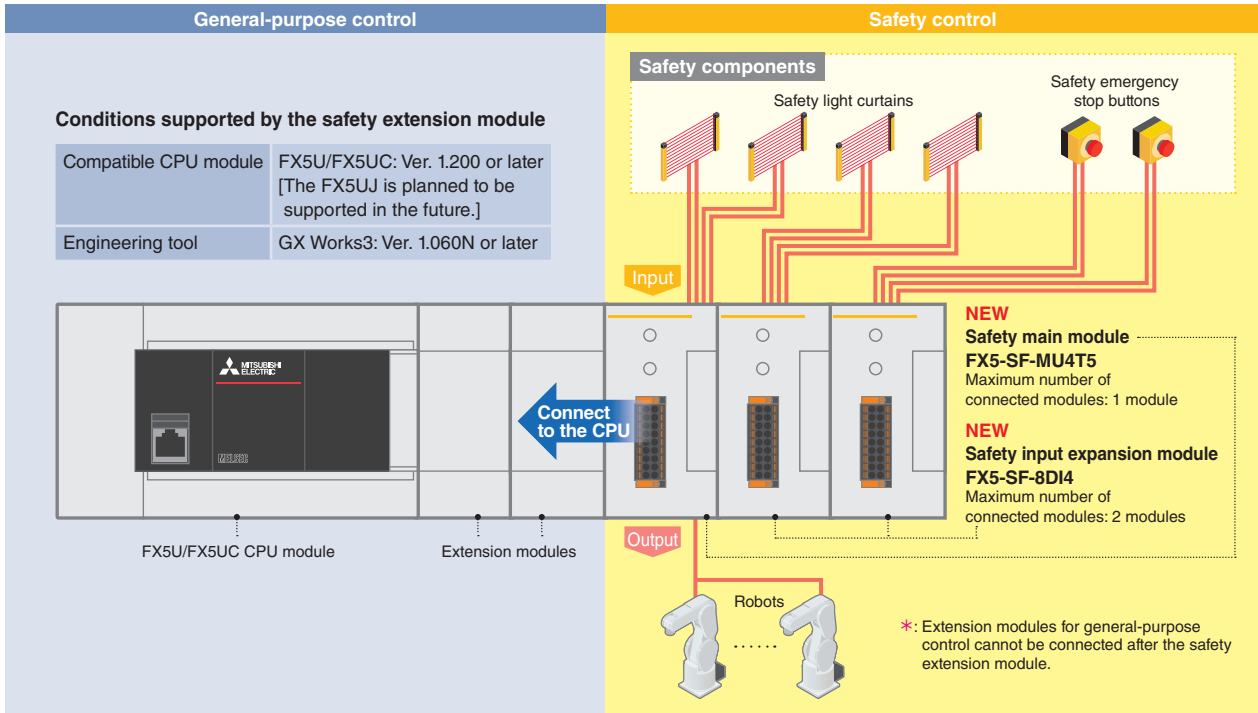 General-purpose control
Safety control
Safety components
Safety light curtains
Safety emergency
stop buttons
Conditions supported by the safety extension module
Compatible CPU module
FX5U/FX5UC: Ver. 1.200 or later
[The FX5UJ is planned to be
supported in the future.]
Engineering tool
GX Works3: Ver. 1.060N or later
Input
MITSUBISHI
ELECTRIC
MELSEC
Connect
to the CPU
NEW
Safety main module
FX5-SF-MU4T5
Maximum number of
connected modules: 1 module
NEW
Safety input expansion module
FX5-SF-8DI4
Maximum number of
connected modules: 2 modules
FX5U/FX5UC CPU module
Extension modules
Output
Robots
*: Extension modules for general-purpose
control cannot be connected after the safety
extension module.